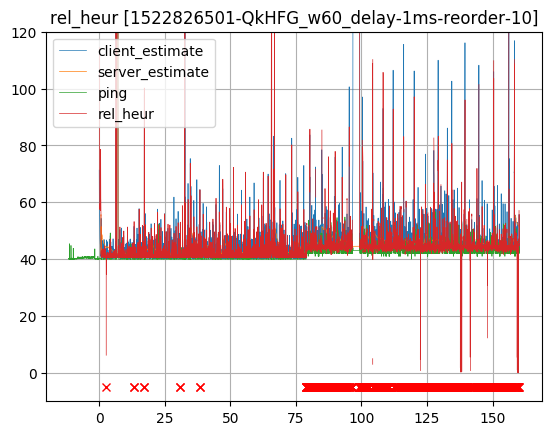 rel_heur [1522826501-QkHFG_w60_delay-1ms-reorder-10]
client_estimate
server_estimate
ping
rel_heur
120
100
80
60
40
20
0
0 25 50 75 100 125 150